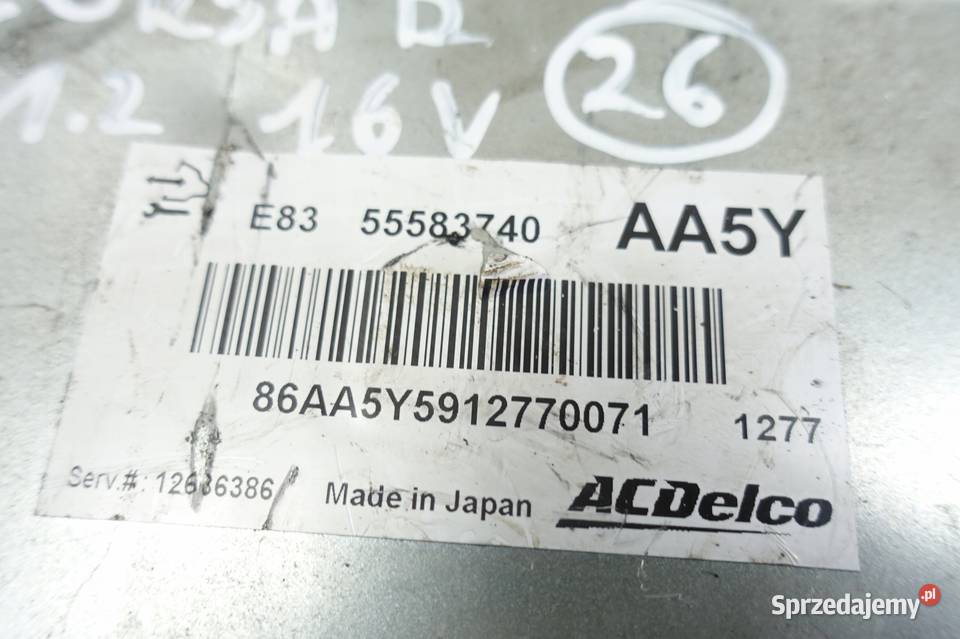 CORSA D
1.2 16V 26
E83 55583740 AA5Y
86AA5Y5912770071 1277
Serv.#: 12636386 Made in Japan ACDelco
Sprzedajemy.pl